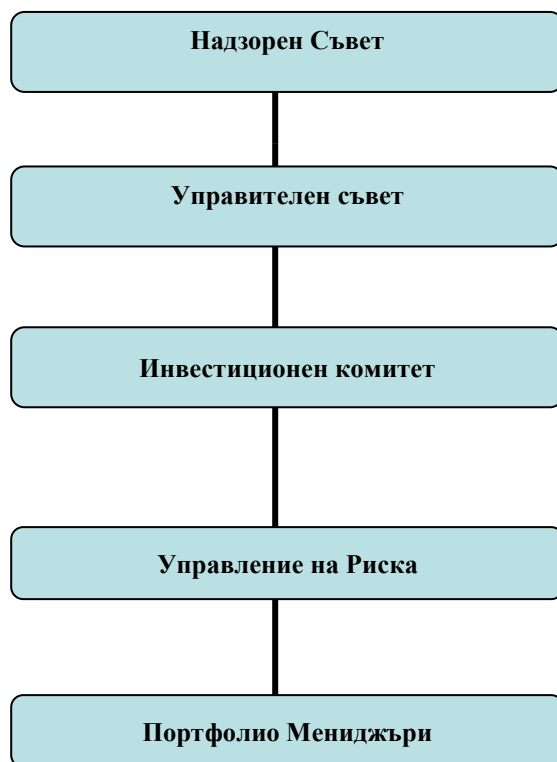 Надзорен Съвет
Управителен съвет
Инвестиционен комитет
Управление на Риска
Портфолио Мениджъри